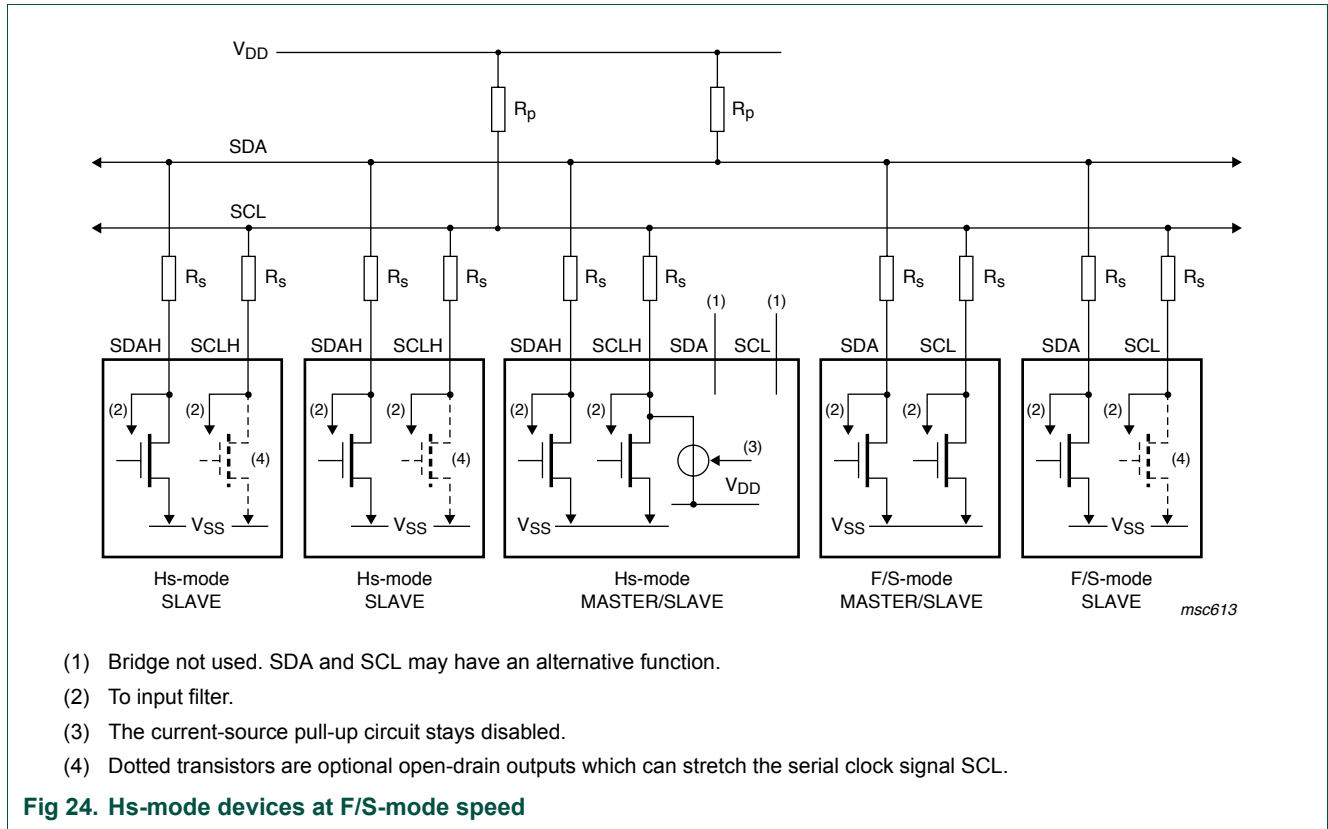 VDD
Rp Rp
SDA
SCL
Rs Rs Rs Rs Rs Rs Rs Rs Rs Rs
(1) (1)
SDAH SCLH SDAH SCLH SDAH SCLH SDA SCL SDA SCL SDA SCL
(2) (2) (2) (2) (2) (2) (2) (2) (2) (2)
(4) (4) (3) (4)
VDD
VSS VSS VSS VSS VSS
Hs-mode SLAVE
Hs-mode SLAVE
Hs-mode MASTER/SLAVE
F/S-mode MASTER/SLAVE
F/S-mode SLAVE
msc613
(1) Bridge not used. SDA and SCL may have an alternative function.
(2) To input filter.
(3) The current-source pull-up circuit stays disabled.
(4) Dotted transistors are optional open-drain outputs which can stretch the serial clock signal SCL.
Fig 24. Hs-mode devices at F/S-mode speed